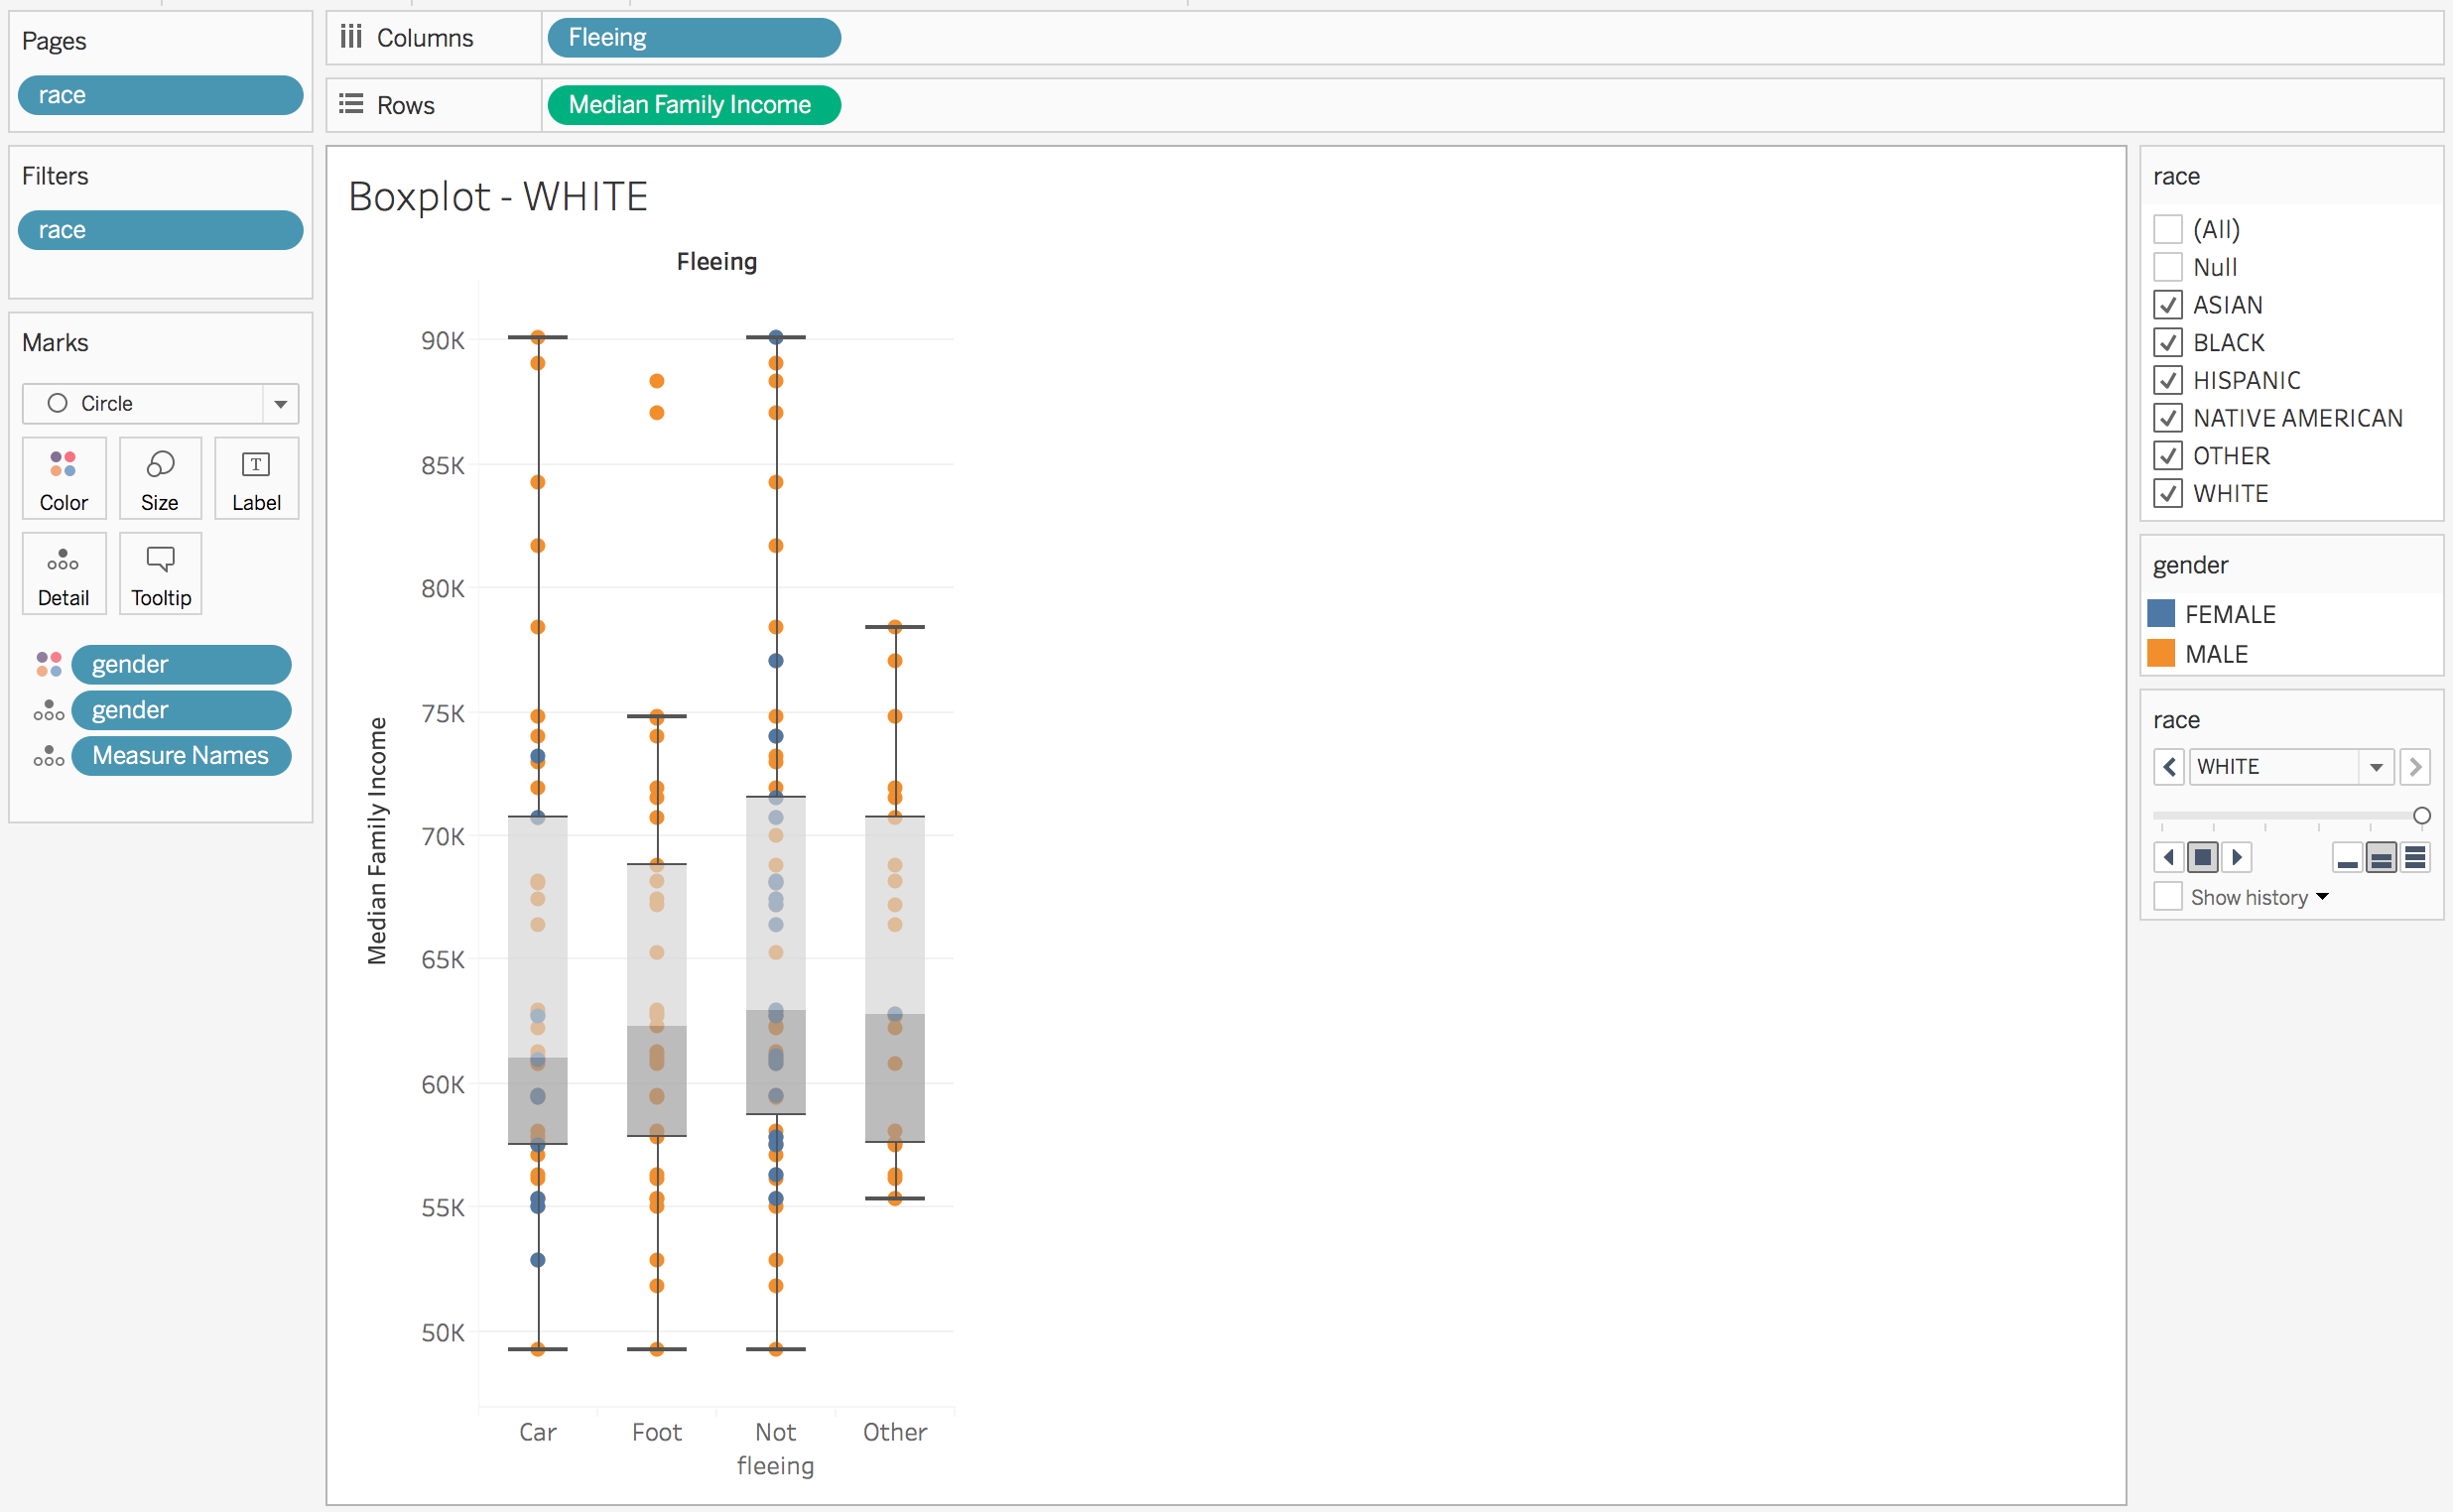 Pages
race
Columns
Fleeing
Rows
Median Family Income
Filters
race
Marks
Circle
Color
Size
T
Label
Detail
Tooltip
gender
gender
Measure Names
Boxplot - WHITE
Fleeing
Median Family Income
90K
85K
80K
75K
70K
65K
60K
55K
50K
Car
Foot
Not
fleeing
Other
race
(All)
Null
ASIAN
BLACK
HISPANIC
NATIVE AMERICAN
OTHER
WHITE
gender
FEMALE
MALE
race
WHITE
Show history